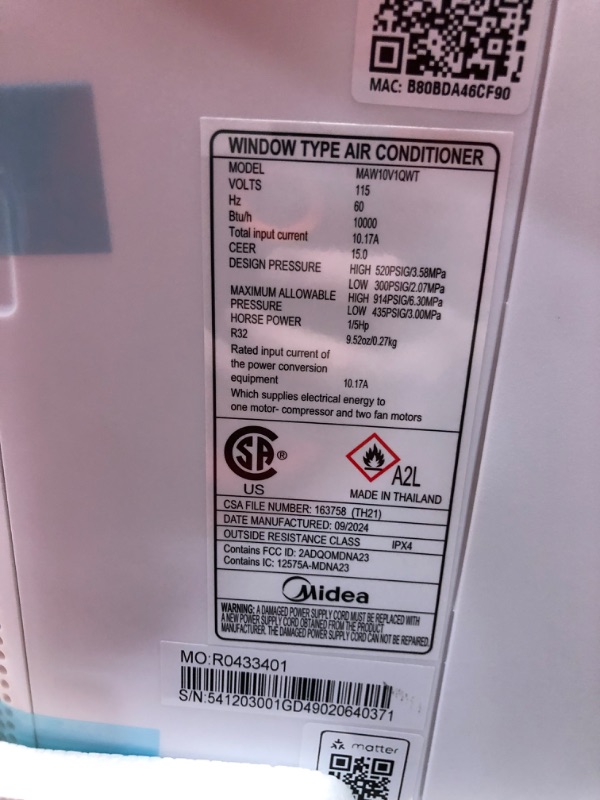 MAC: B80BDA46CF90
WINDOW TYPE AIR CONDITIONER
MODEL MAW10V1QWT
VOLTS 115
Hz 60
Btu/h 10000
Total input current 10.17A
CEER 15.0
DESIGN PRESSURE HIGH 520PSIG/3.58MPa
LOW 300PSIG/2.07MPa
MAXIMUM ALLOWABLE HIGH 914PSIG/6.30MPa
PRESSURE LOW 435PSIG/3.00MPa
HORSE POWER 1/5Hp
R32 9.52oz/0.27kg
Rated input current of
the power conversion
equipment 10.17A
Which supplies electrical energy to
one motor- compressor and two fan motors
SA ®
US
A2L
MADE IN THAILAND
CSA FILE NUMBER: 163758 (TH21)
DATE MANUFACTURED: 09/2024
OUTSIDE RESISTANCE CLASS IPX4
Contains FCC ID: 2ADQOMDNA23
Contains IC: 12575A-MDNA23
Midea
WARNING: A DAMAGED POWER SUPPLY CORD MUST BE REPLACED WITH
A NEW POWER SUPPLY CORD OBTAINED FROM THE PRODUCT
MANUFACTURER. THE DAMAGED POWER SUPPLY CORD CAN NOT BE REPAIRED
MO:R0433401
S/N:541203001GD49020640371
matter